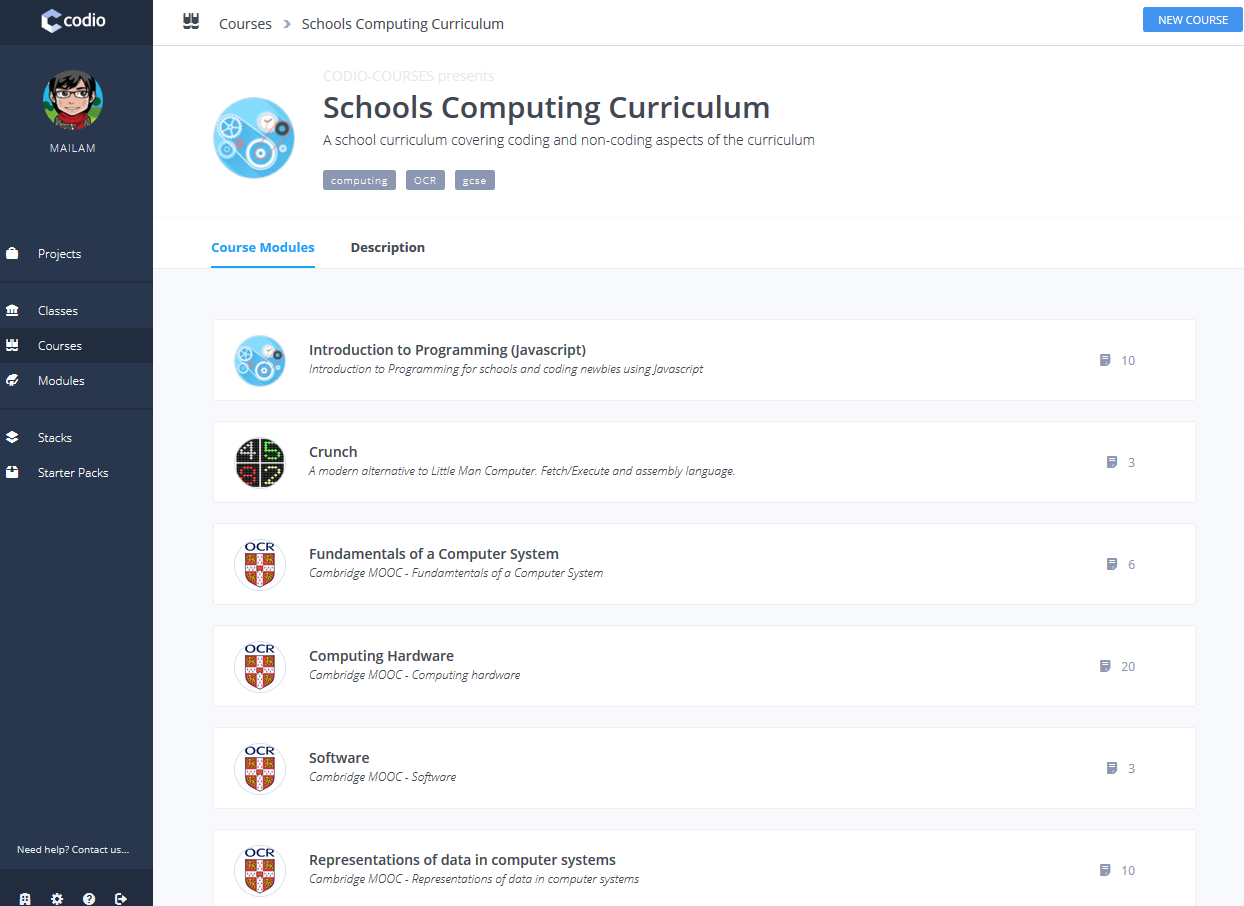 codio
Courses > Schools Computing Curriculum
NEW COURSE
MAILAM
Projects
Classes
Courses
Modules
Stacks
Starter Packs
Need help? Contact us...
CODIO-COURSES presents
Schools Computing Curriculum
A school curriculum covering coding and non-coding aspects of the curriculum
computing OCR gcse
Course Modules Description
Introduction to Programming (Javascript)
Introduction to Programming for schools and coding newbies using Javascript
10
45
97
Crunch
A modern alternative to Little Man Computer. Fetch/Execute and assembly language.
3
OCR
Fundamentals of a Computer System
Cambridge MOOC - Fundamtentals of a Computer System
6
OCR
Computing Hardware
Cambridge MOOC - Computing hardware
20
OCR
Software
Cambridge MOOC - Software
3
OCR
Representations of data in computer systems
Cambridge MOOC - Representations of data in computer systems
10